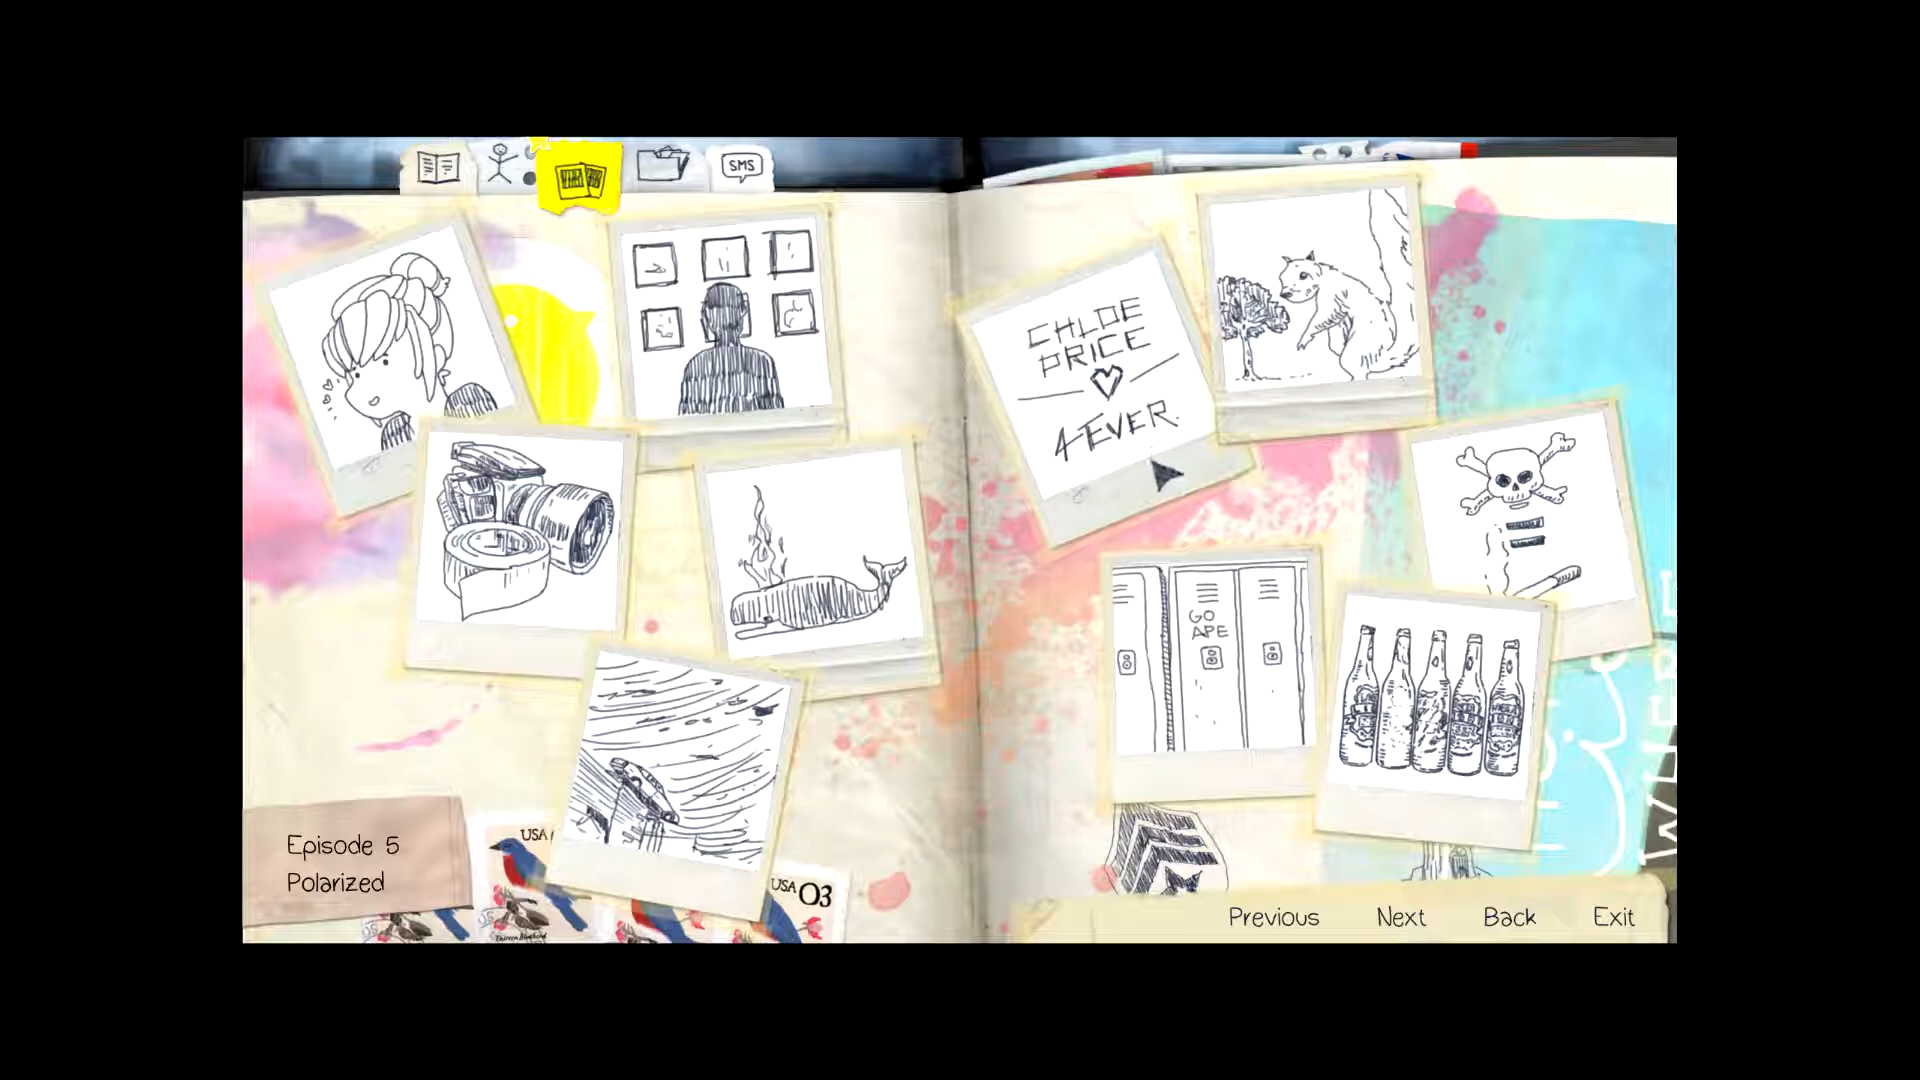 SMS
CHLOE
PRICE
4-EVER.
GO
APE
Episode 5
Polarized
USA
USA 03
Previous
Next
Back
Exit